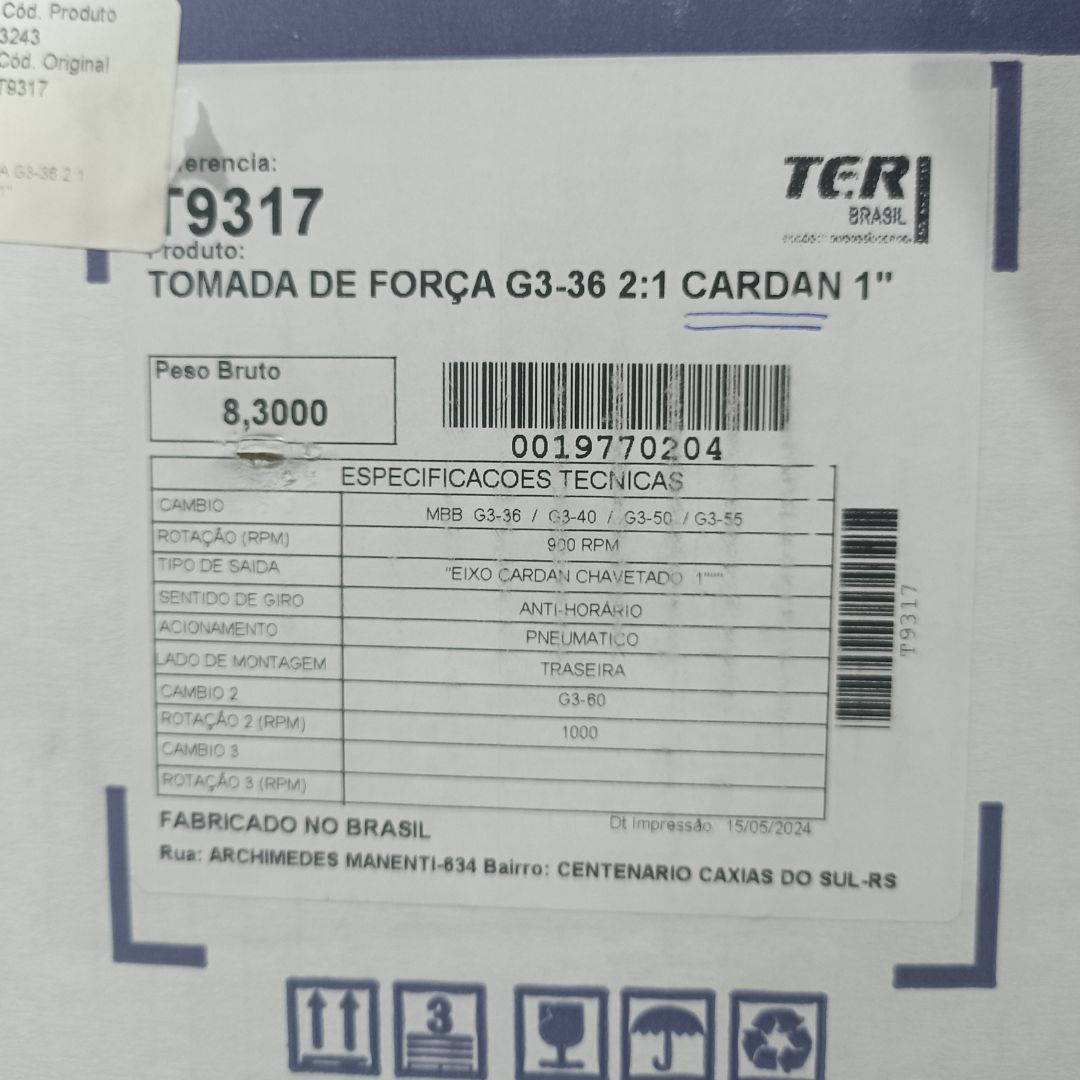 Cód. Produto
3243
Cód. Original
T9317
A G3-36 2 1
1"
erencia:
T9317
Produto:
TOMADA DE FORÇA G3-36 2:1 CARDAN 1"
TER
BRASIL
Peso Bruto
8,3000
0019770204
ESPECIFICACOES TECNICAS
CAMBIO MBB G3-36 / G3-40 / G3-50 / G3-55
ROTAÇÃO (RPM) 900 RPM
TIPO DE SAIDA "EIXO CARDAN CHAVETADO 1"""
SENTIDO DE GIRO ANTI-HORÁRIO
ACIONAMENTO PNEUMATICO
LADO DE MONTAGEM TRASEIRA
CAMBIO 2 G3-60
ROTAÇÃO 2 (RPM) 1000
CAMBIO 3
ROTAÇÃO 3 (RPM)
T9317
FABRICADO NO BRASIL
Dt Impressão 15/05/2024
Rua: ARCHIMEDES MANENTI-634 Bairro: CENTENARIO CAXIAS DO SUL-RS
3